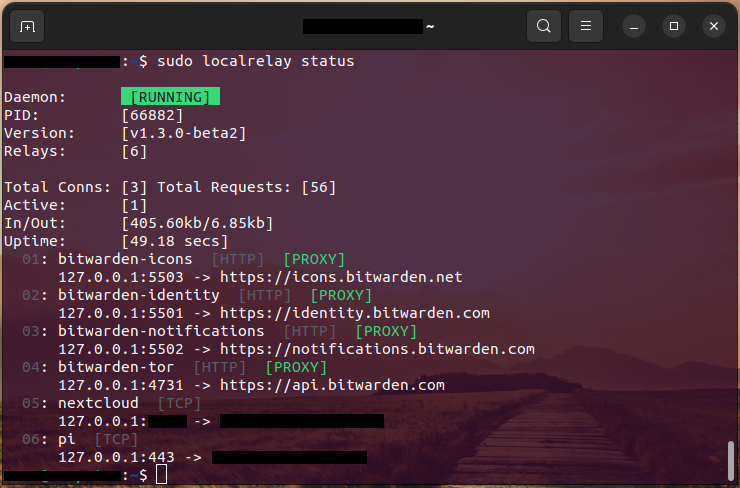 ~
:~$ sudo localrelay status
Daemon: [RUNNING]
PID: [66882]
Version: [v1.3.0-beta2]
Relays: [6]
Total Conns: [3] Total Requests: [56]
Active: [1]
In/Out: [405.60kb/6.85kb]
Uptime: [49.18 secs]
01: bitwarden-icons [HTTP] [PROXY]
127.0.0.1:5503 -> https://icons.bitwarden.net
02: bitwarden-identity [HTTP] [PROXY]
127.0.0.1:5501 -> https://identity.bitwarden.com
03: bitwarden-notifications [HTTP] [PROXY]
127.0.0.1:5502 -> https://notifications.bitwarden.com
04: bitwarden-tor [HTTP] [PROXY]
127.0.0.1:4731 -> https://api.bitwarden.com
05: nextcloud [TCP]
127.0.0.1: ->
06: pi [TCP]
127.0.0.1:443 ->
:~$